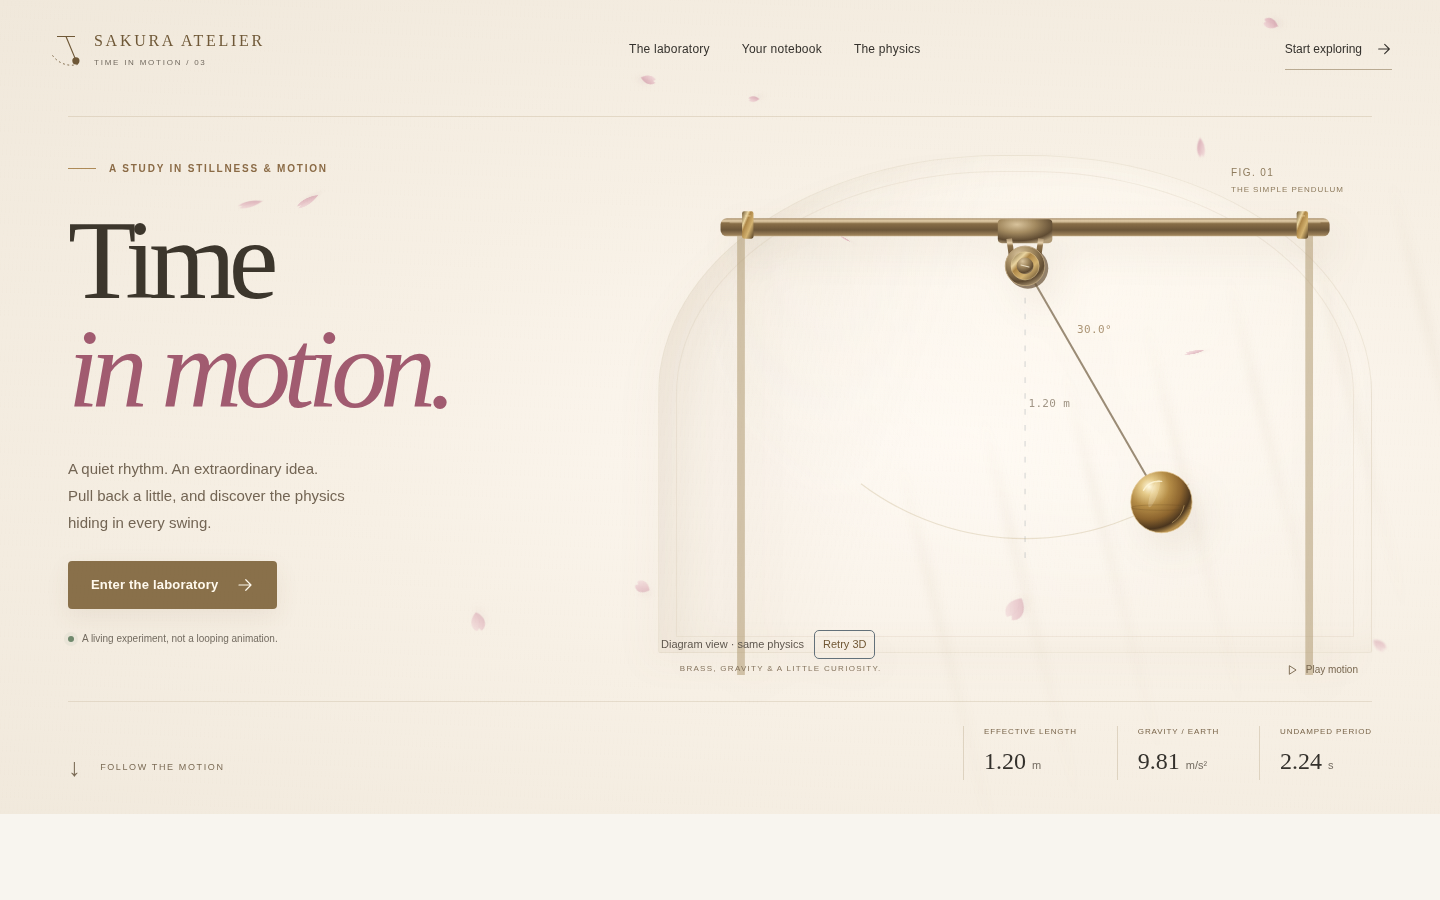 SAKURA ATELIER
TIME IN MOTION / 03
The laboratory
Your notebook
The physics
Start exploring
A STUDY IN STILLNESS & MOTION
Time
in motion.
A quiet rhythm. An extraordinary idea.
Pull back a little, and discover the physics
hiding in every swing.
Enter the laboratory
A living experiment, not a looping animation.
FIG. 01
THE SIMPLE PENDULUM
30.0°
1.20 m
Diagram view · same physics
Retry 3D
BRASS, GRAVITY & A LITTLE CURIOSITY.
Play motion
FOLLOW THE MOTION
EFFECTIVE LENGTH
1.20 m
GRAVITY / EARTH
9.81 m/s²
UNDAMPED PERIOD
2.24 s